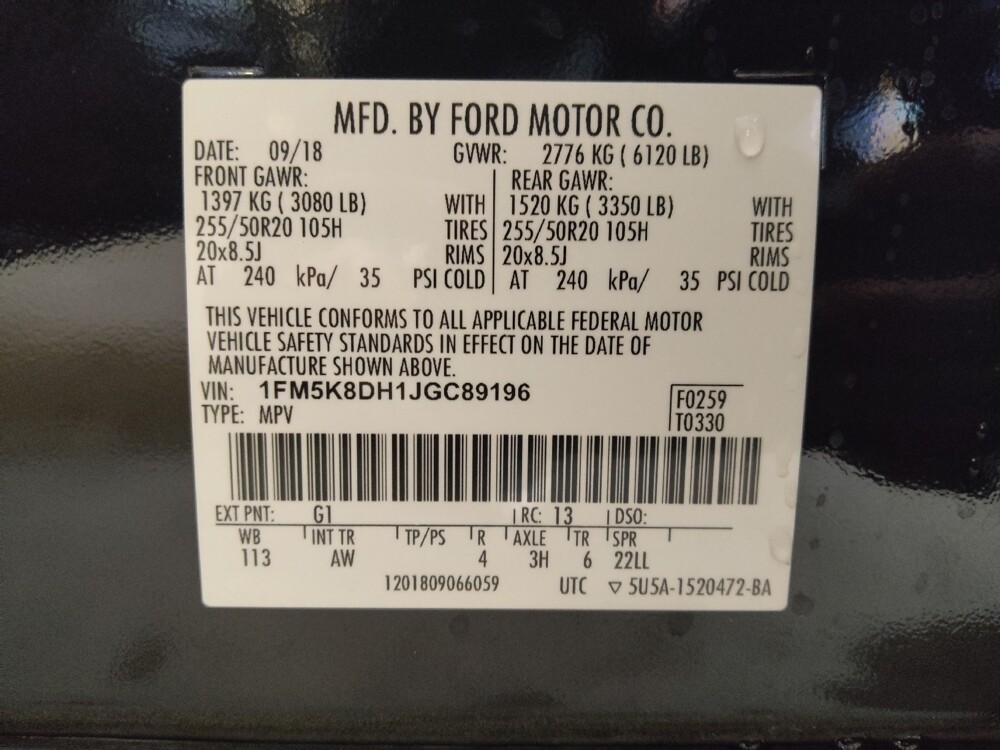 MFD. BY FORD MOTOR CO.
DATE: 09/18 GVWR: 2776 KG ( 6120 LB)
FRONT GAWR: REAR GAWR:
1397 KG ( 3080 LB) WITH 1520 KG ( 3350 LB) WITH
255/50R20 105H TIRES 255/50R20 105H TIRES
20x8.5J RIMS 20x8.5J RIMS
AT 240 kPa/ 35 PSI COLD AT 240 kPa/ 35 PSI COLD
THIS VEHICLE CONFORMS TO ALL APPLICABLE FEDERAL MOTOR
VEHICLE SAFETY STANDARDS IN EFFECT ON THE DATE OF
MANUFACTURE SHOWN ABOVE.
VIN: 1FM5K8DH1JGC89196
TYPE: MPV
F0259
T0330
EXT PNT: G1 RC: 13 DSO:
WB INT TR TP/PS R AXLE TR SPR
113 AW 4 3H 6 22LL
1201809066059 UTC ▽ 5U5A-1520472-BA